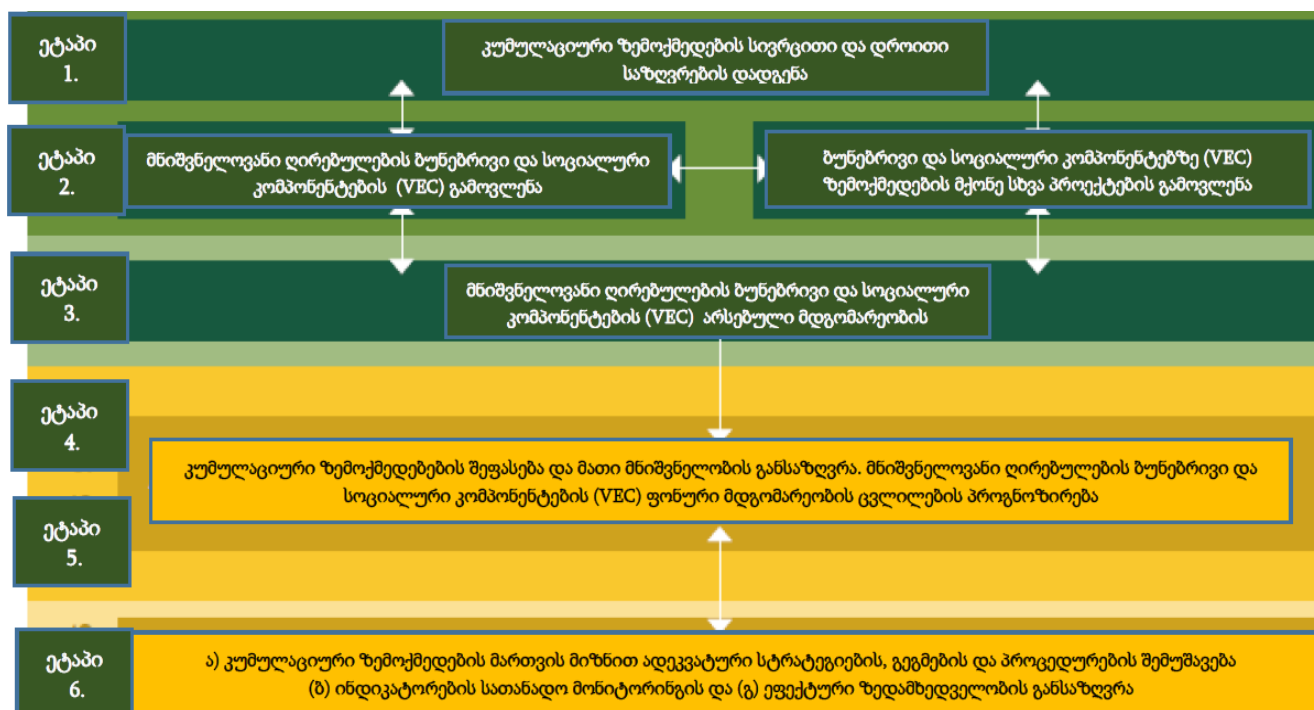 ეტაპი
1.
კუმულაციური ზემოქმედების სივრცითი და დროითი
საზღვრების დადგენა
ეტაპი
2.
მნიშვნელოვანი ღირებულების ბუნებრივი და სოციალური
კომპონენტების (VEC) გამოვლენა
ბუნებრივი და სოციალური კომპონენტებზე (VEC)
ზემოქმედების მქონე სხვა პროექტების გამოვლენა
ეტაპი
3.
მნიშვნელოვანი ღირებულების ბუნებრივი და სოციალური
კომპონენტების (VEC) არსებული მდგომარეობის
ეტაპი
4.
კუმულაციური ზემოქმედებების შეფასება და მათი მნიშვნელობის განსაზღვრა. მნიშვნელოვანი ღირებულების ბუნებრივი და
სოციალური კომპონენტების (VEC) ფონური მდგომარეობის ცვლილების პროგნოზირება
ეტაპი
5.
ეტაპი
6.
ა) კუმულაციური ზემოქმედების მართვის მიზნით ადეკვატური სტრატეგიების, გეგმების და პროცედურების შემუშავება
(ბ) ინდიკატორების სათანადო მონიტორინგის და (გ) ეფექტური ზედამხედველობის განსაზღვრა